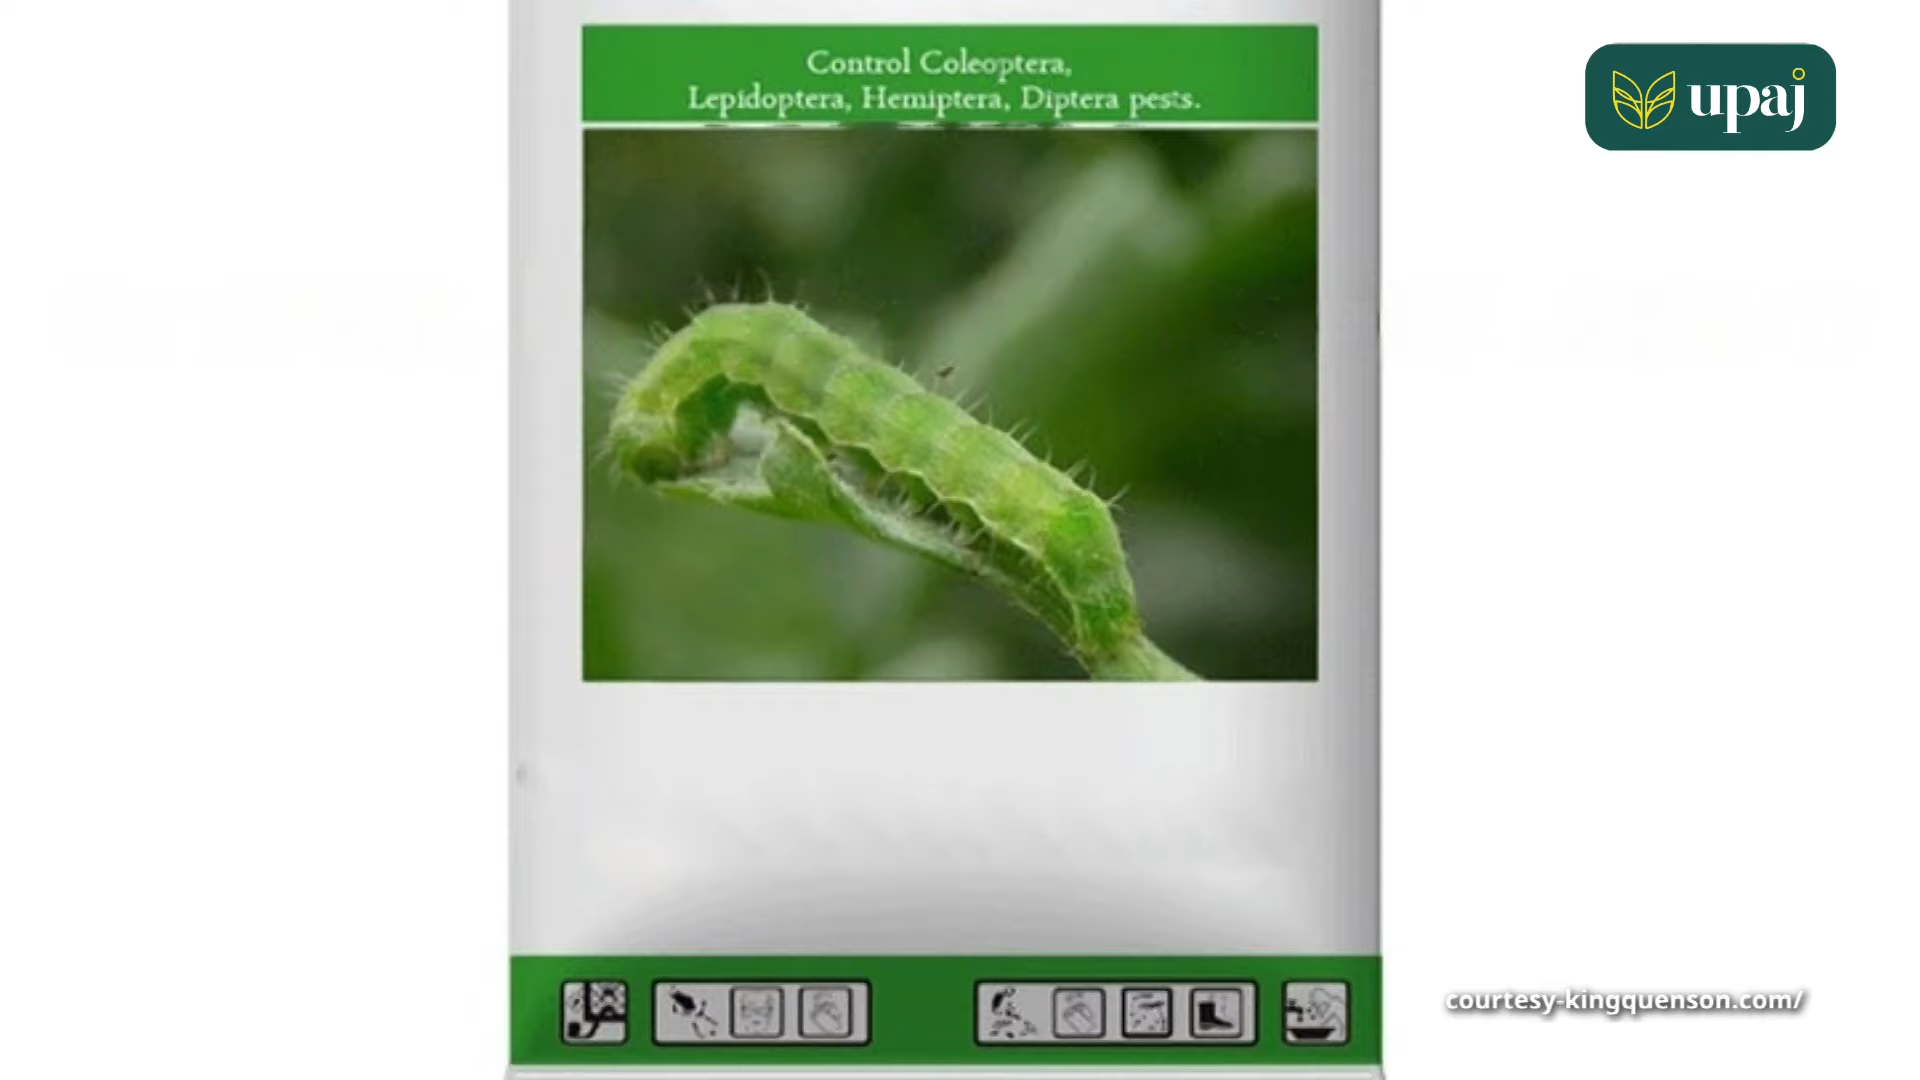 Control Coleoptera,
Lepidoptera, Hemiptera, Diptera pests.
upaj
courtesy-kingquenson.com/